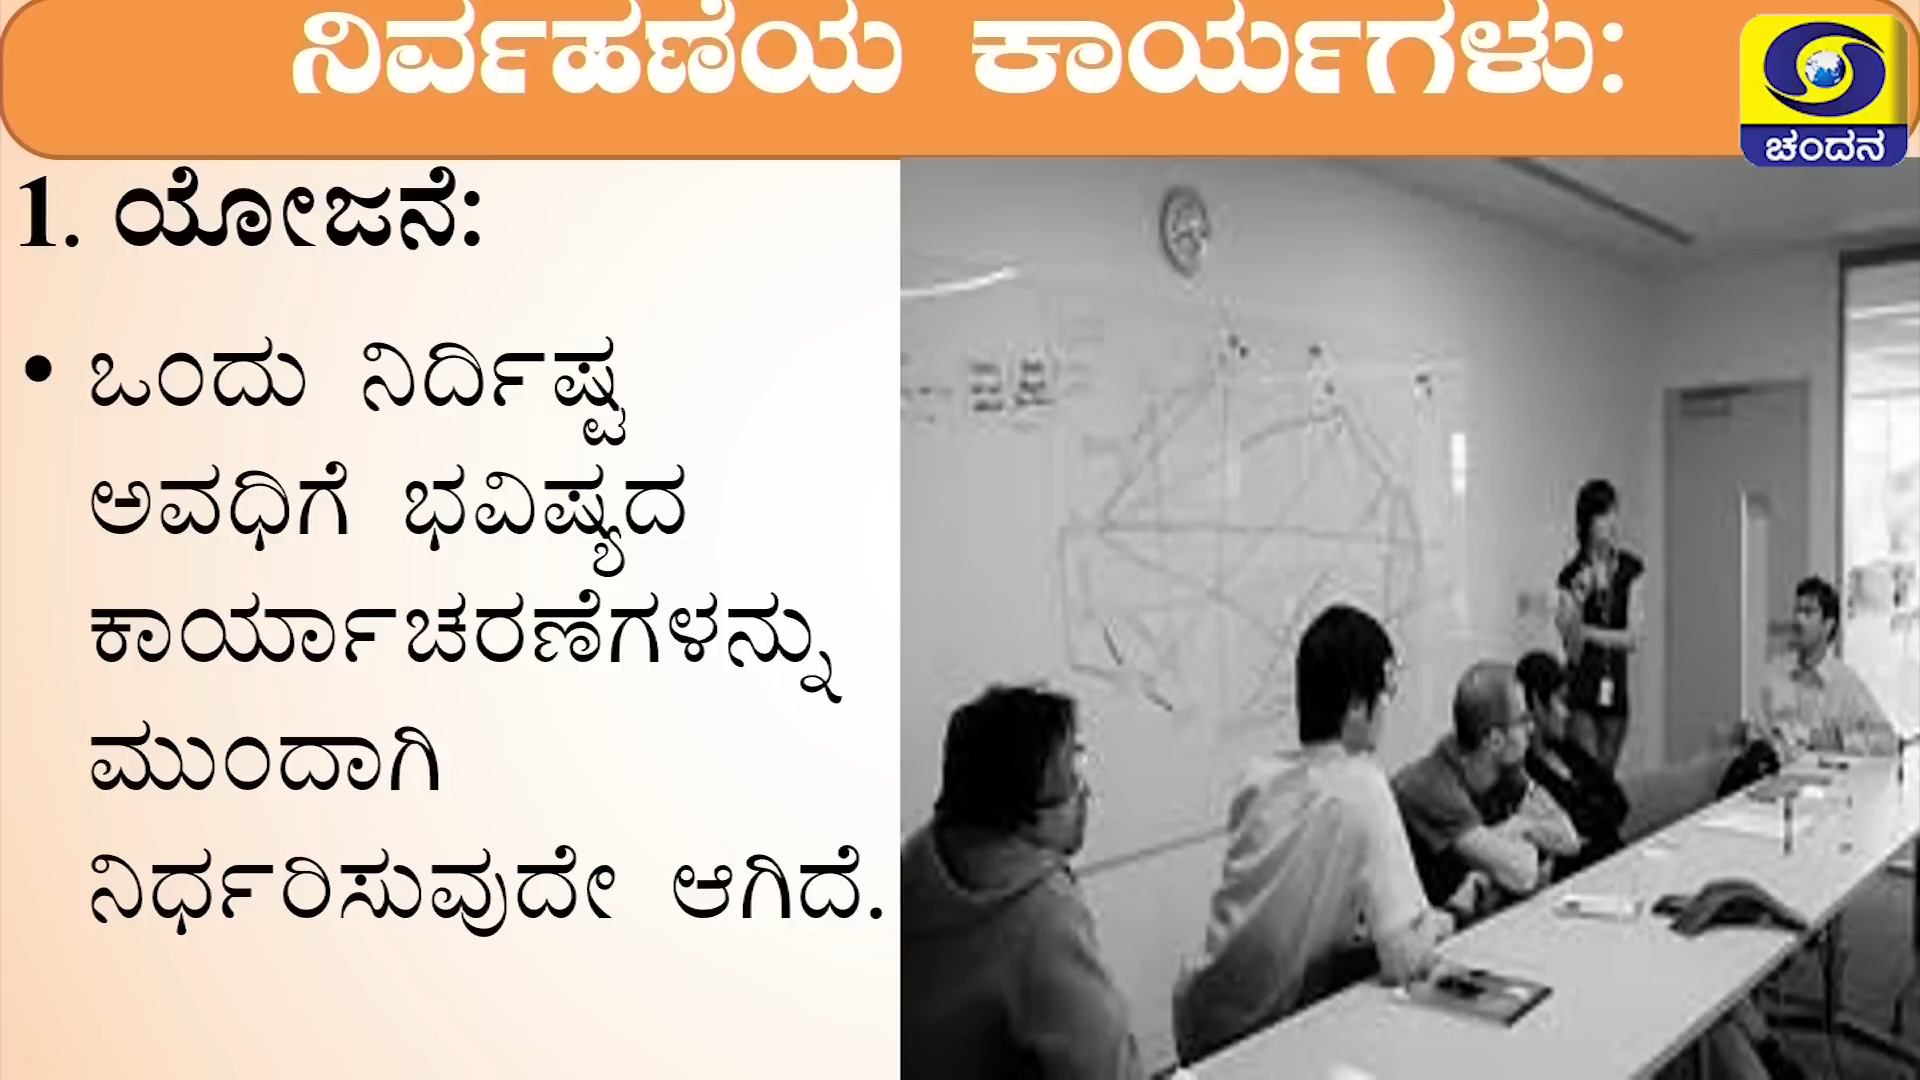 ನಿರ್ವಹಣೆಯ ಕಾರ್ಯಗಳು:
ಚಂದನ
1. ಯೋಜನೆ:
• ಒಂದು ನಿರ್ದಿಷ್ಟ
ಅವಧಿಗೆ ಭವಿಷ್ಯದ
ಕಾರ್ಯಾಚರಣೆಗಳನ್ನು
ಮುಂದಾಗಿ
ನಿರ್ಧರಿಸುವುದೇ ಆಗಿದೆ.